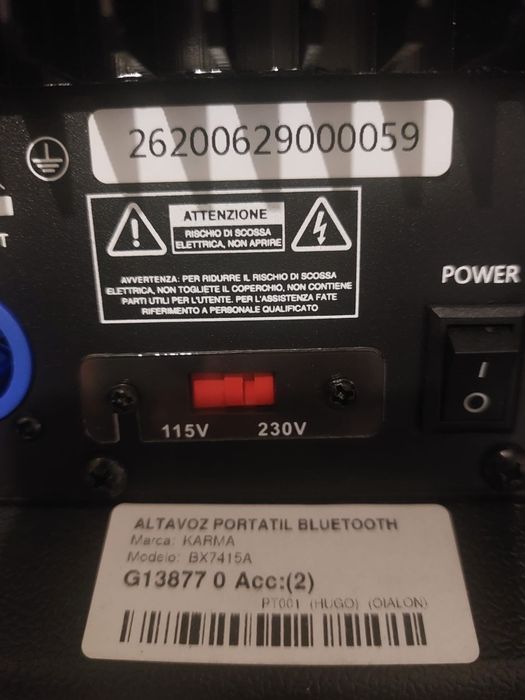 26200629000059
T
ATTENZIONE
RISCHIO DI SCOSSA
ELETTRICA, NON APRIRE
AVVERTENZA: PER RIDURRE IL RISCHIO DI SCOSSA
ELETTRICA, NON TOGLIETE IL COPERCHIO, NON CONTIENE
PARTI UTILI PER L'UTENTE. PER L'ASSISTENZA FATE
RIFERIMENTO A PERSONALE QUALIFICATO
POWER
I
O
115V 230V
ALTAVOZ PORTATIL BLUETOOTH
Marca: KARMA
Modelo: BX7415A
G13877 0 Acc:(2)
PT001 (HUGO) (OIALON)